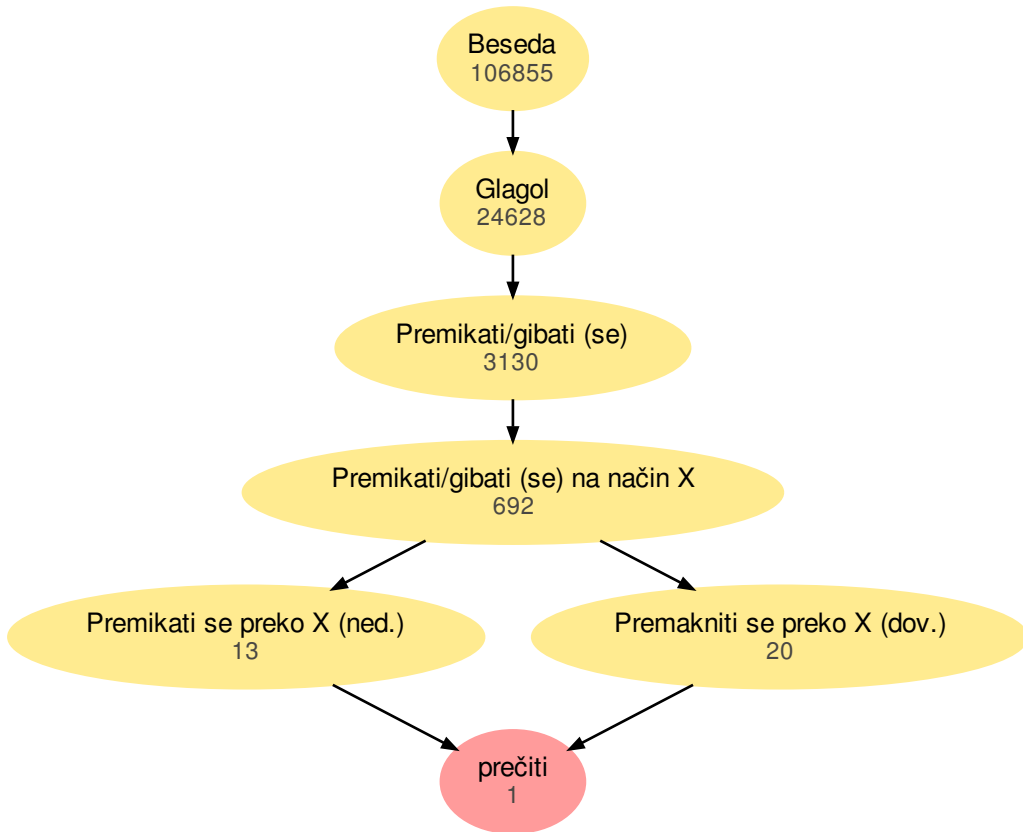 Beseda
106855
Glagol
24628
Premikati/gibati (se)
3130
Premikati/gibati (se) na način X
692
Premikati se preko X (ned.)
13
Premakniti se preko X (dov.)
20
prečiti
1